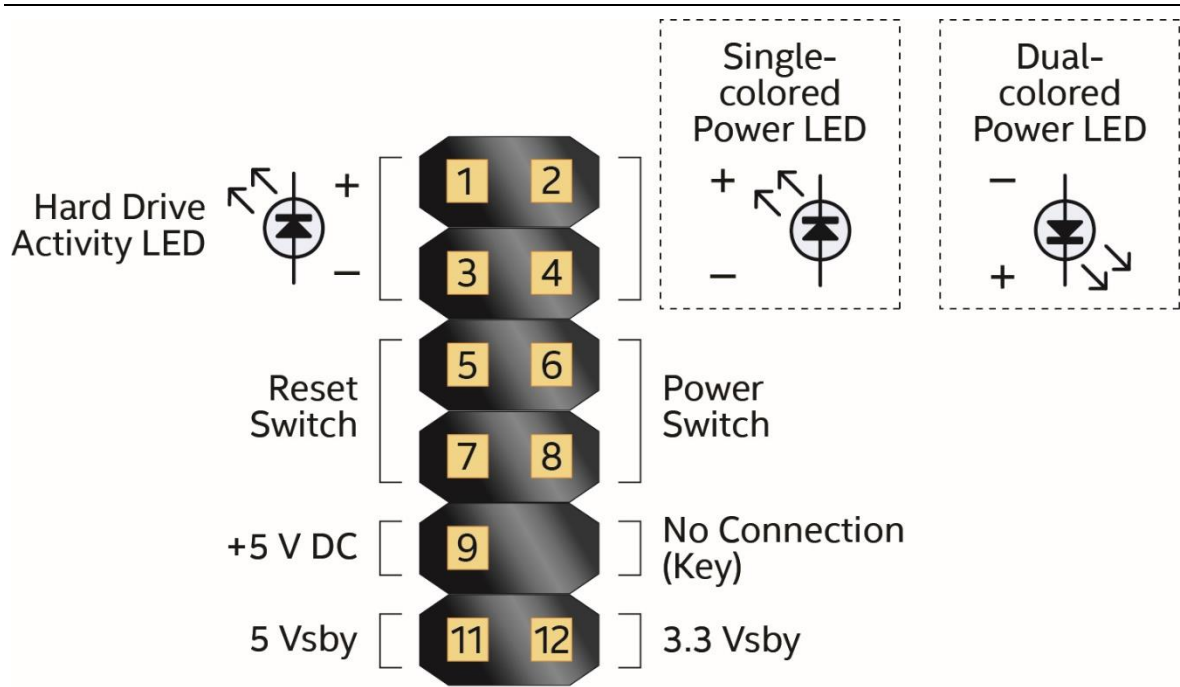 Single-
colored
Power LED
Dual-
colored
Power LED
Hard Drive
Activity LED
+
−
1 2
3 4
+
−
−
+
Reset
Switch
5 6
7 8
Power
Switch
+5 V DC
9
No Connection
(Key)
5 Vsby
11 12
3.3 Vsby